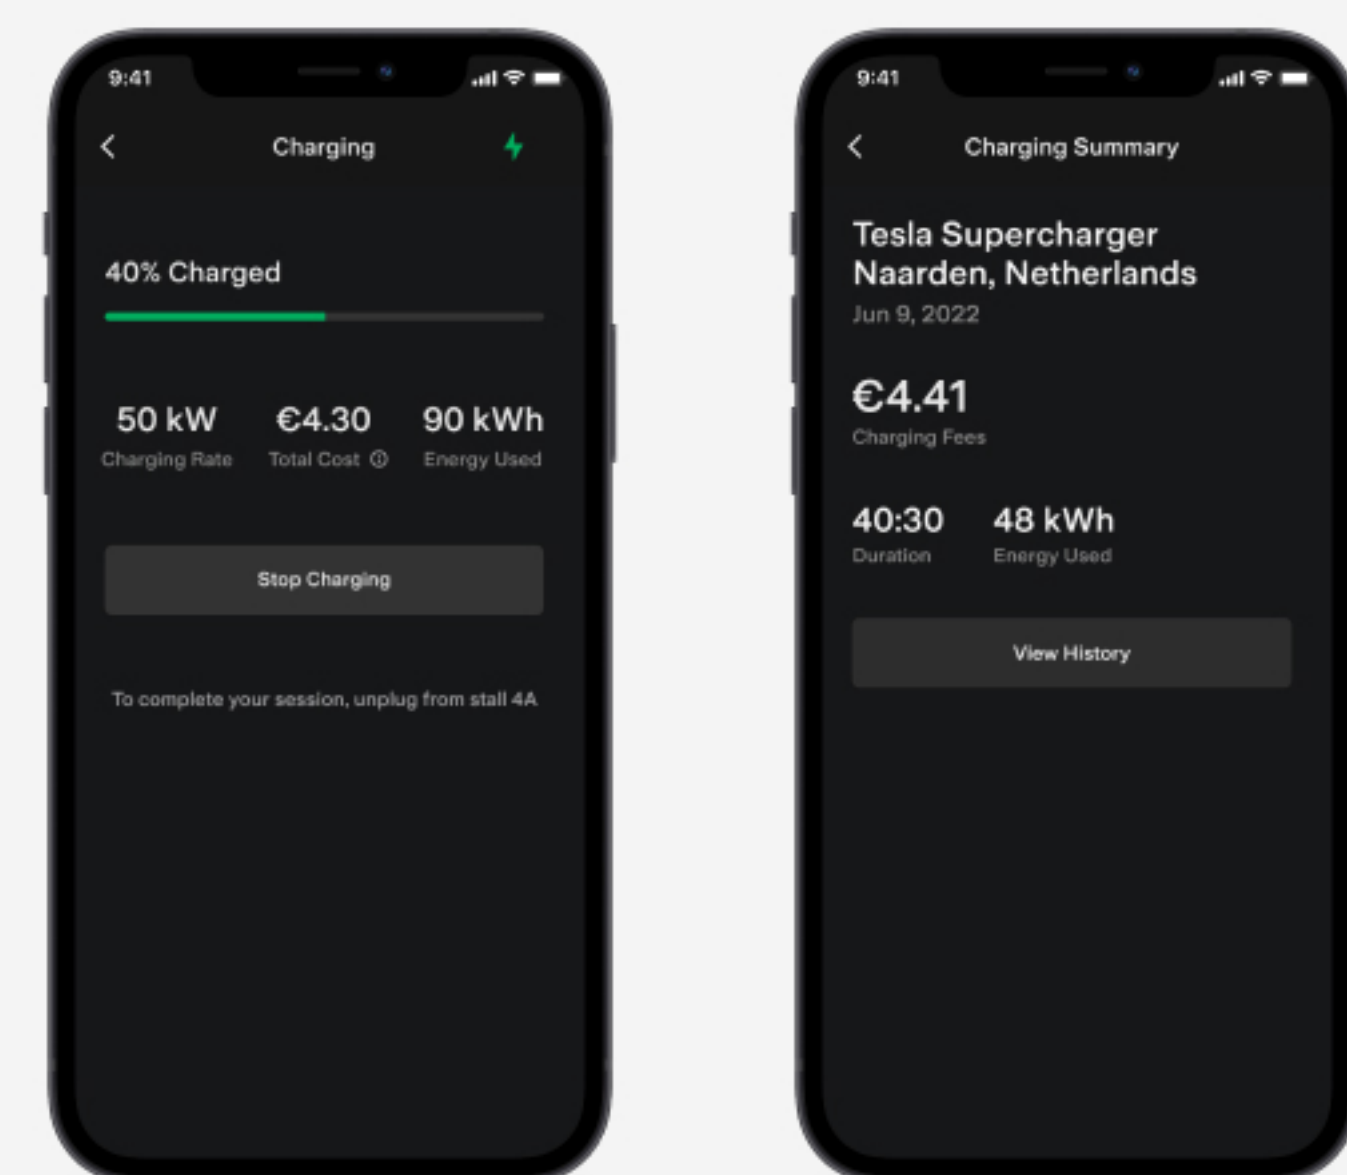 9:41
Charging
40% Charged
50 kW €4.30 90 kWh
Charging Rate Total Cost Energy Used
Stop Charging
To complete your session, unplug from stall 4A
9:41
Charging Summary
Tesla Supercharger
Naarden, Netherlands
Jun 9, 2022
€4.41
Charging Fees
40:30 48 kWh
Duration Energy Used
View History